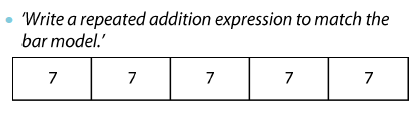 • ‘Write a repeated addition expression to match the
bar model.’
7 7 7 7 7